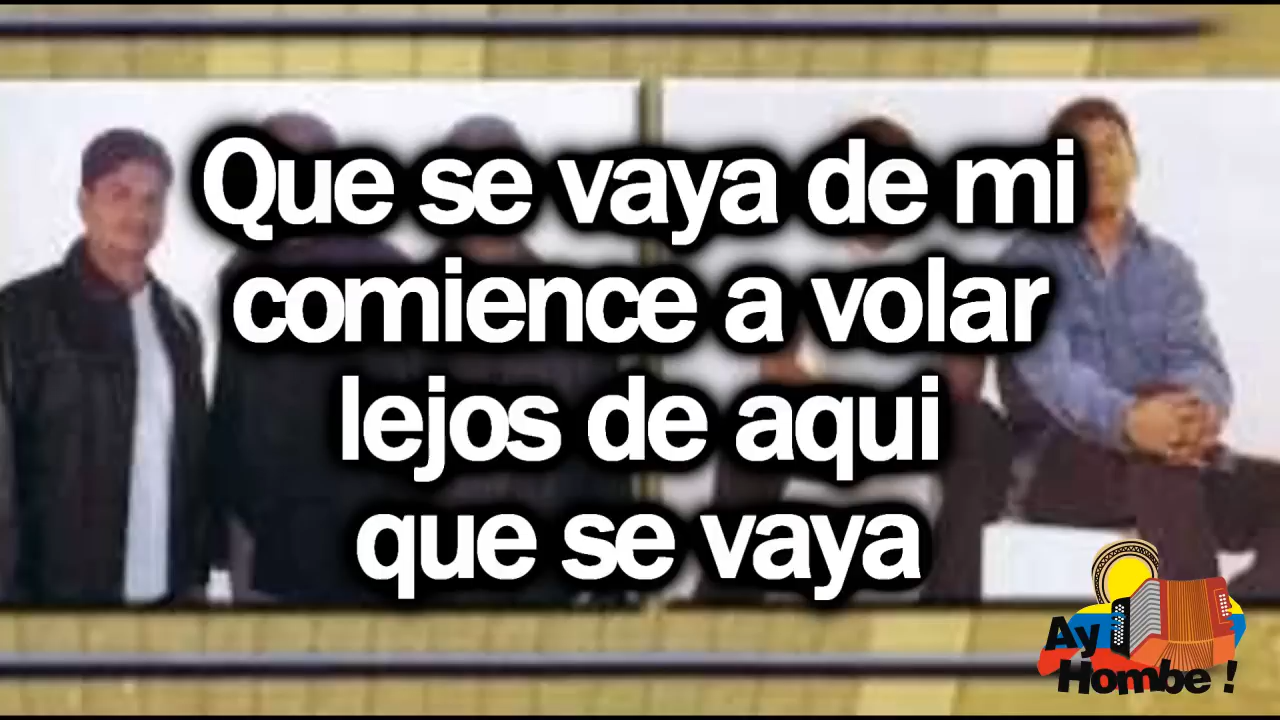 Que se vaya de mi
comience a volar
lejos de aqui
que se vaya
Ay
Hombe !